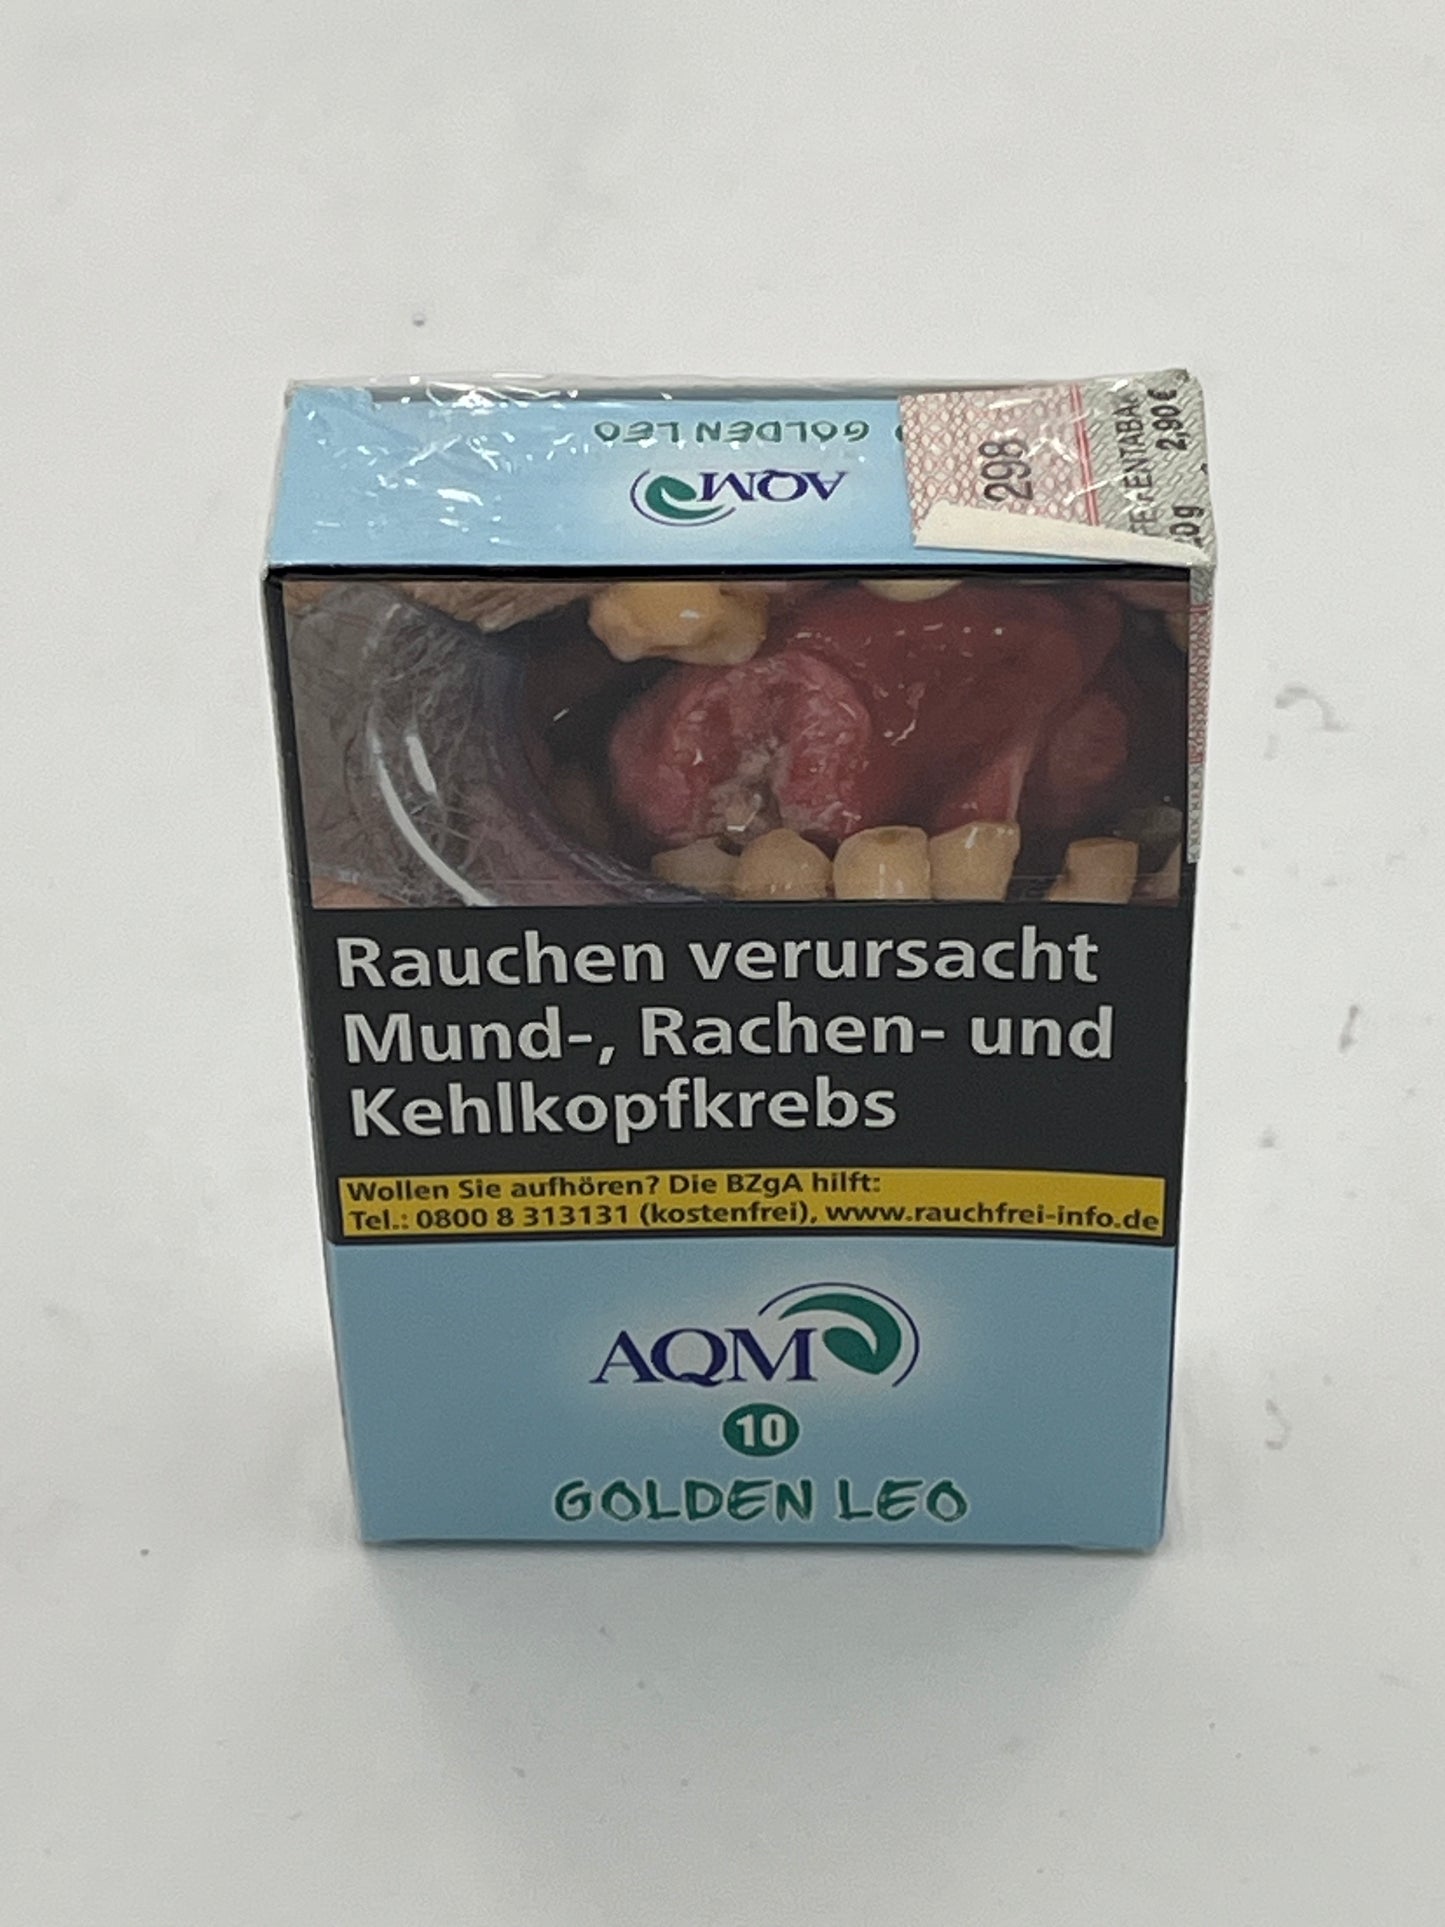 GOLDEN LEO
AQM
298
2,90€
Rauchen verursacht
Mund-, Rachen- und
Kehlkopfkrebs
Wollen Sie aufhören? Die BZgA hilft:
Tel.: 0800 8 313131 (kostenfrei), www.rauchfrei-info.de
AQM
10
GOLDEN LEO